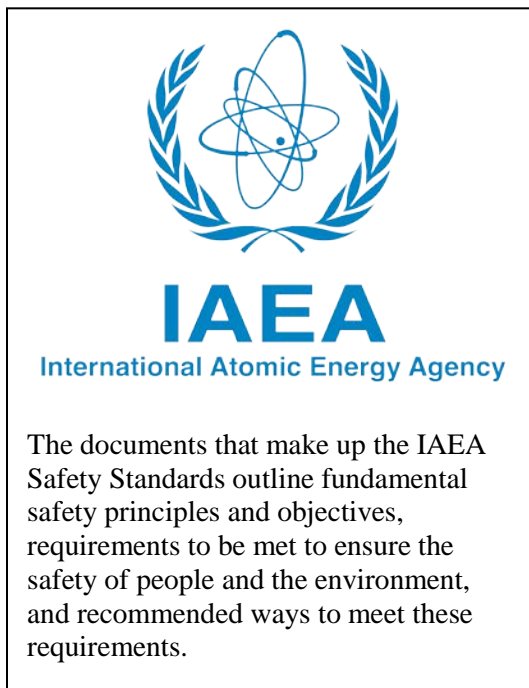 IAEA
International Atomic Energy Agency
The documents that make up the IAEA
Safety Standards outline fundamental
safety principles and objectives,
requirements to be met to ensure the
safety of people and the environment,
and recommended ways to meet these
requirements.